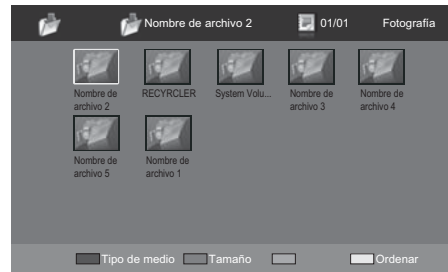 Nombre de archivo 2 01/01 Fotografía
Nombre de RECYRCLER System Volu... Nombre de Nombre de
archivo 2 archivo 3 archivo 4
Nombre de Nombre de
archivo 5 archivo 1
Tipo de medio Tamaño Ordenar